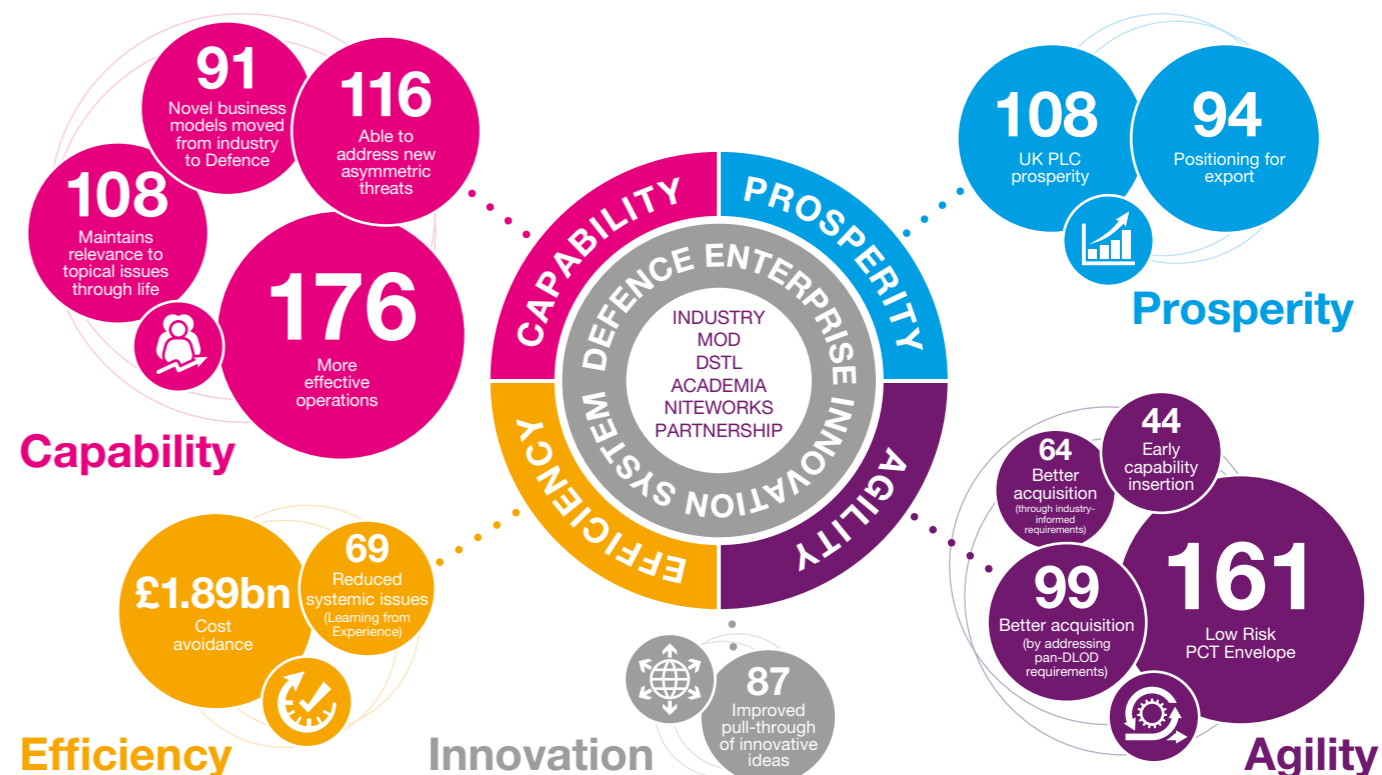 91
Novel business
models moved
from industry
to Defence
116
Able to
address new
asymmetric
threats
108
Maintains
relevance to
topical issues
through life
176
More
effective
operations
Capability
108
UK PLC
prosperity
94
Positioning for
export
Prosperity
CAPABILITY
PROSPERITY
EFFICIENCY
AGILITY
DEFENCE ENTERPRISE INNOVATION SYSTEM
INDUSTRY
MOD
DSTL
ACADEMIA
NITEWORKS
PARTNERSHIP
£1.89bn
Cost
avoidance
69
Reduced
systemic issues
(Learning from
Experience)
Efficiency
87
Improved
pull-through
of innovative
ideas
Innovation
64
Better
acquisition
(through industry-
informed
requirements)
44
Early
capability
insertion
99
Better acquisition
(by addressing
pan-DLOD
requirements)
161
Low Risk
PCT Envelope
Agility